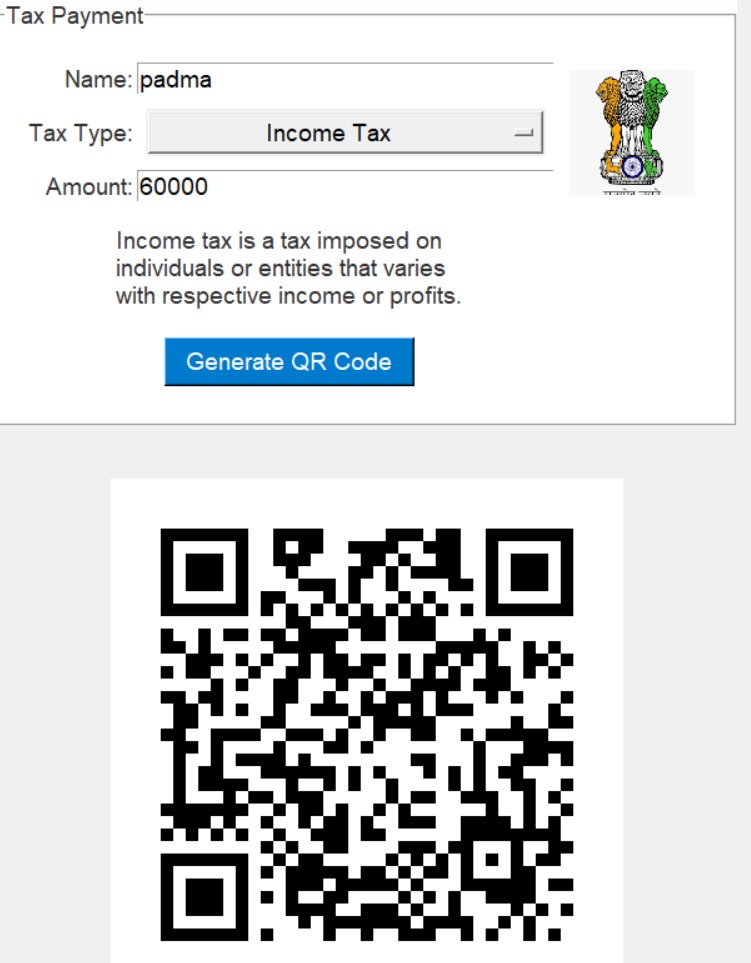 Tax Payment
Name: padma
Tax Type: Income Tax
Amount: 60000
Income tax is a tax imposed on
individuals or entities that varies
with respective income or profits.
Generate QR Code